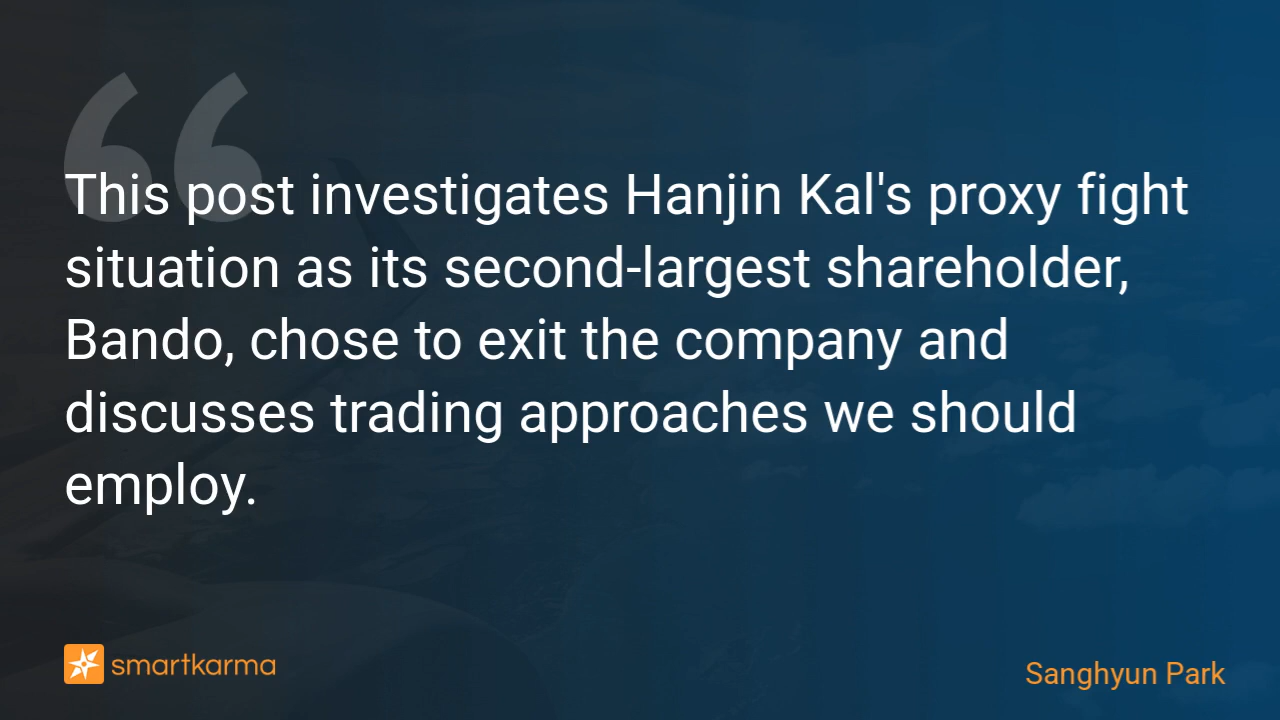 “
This post investigates Hanjin Kal's proxy fight
situation as its second-largest shareholder,
Bando, chose to exit the company and
discusses trading approaches we should
employ.
smartkarma
Sanghyun Park